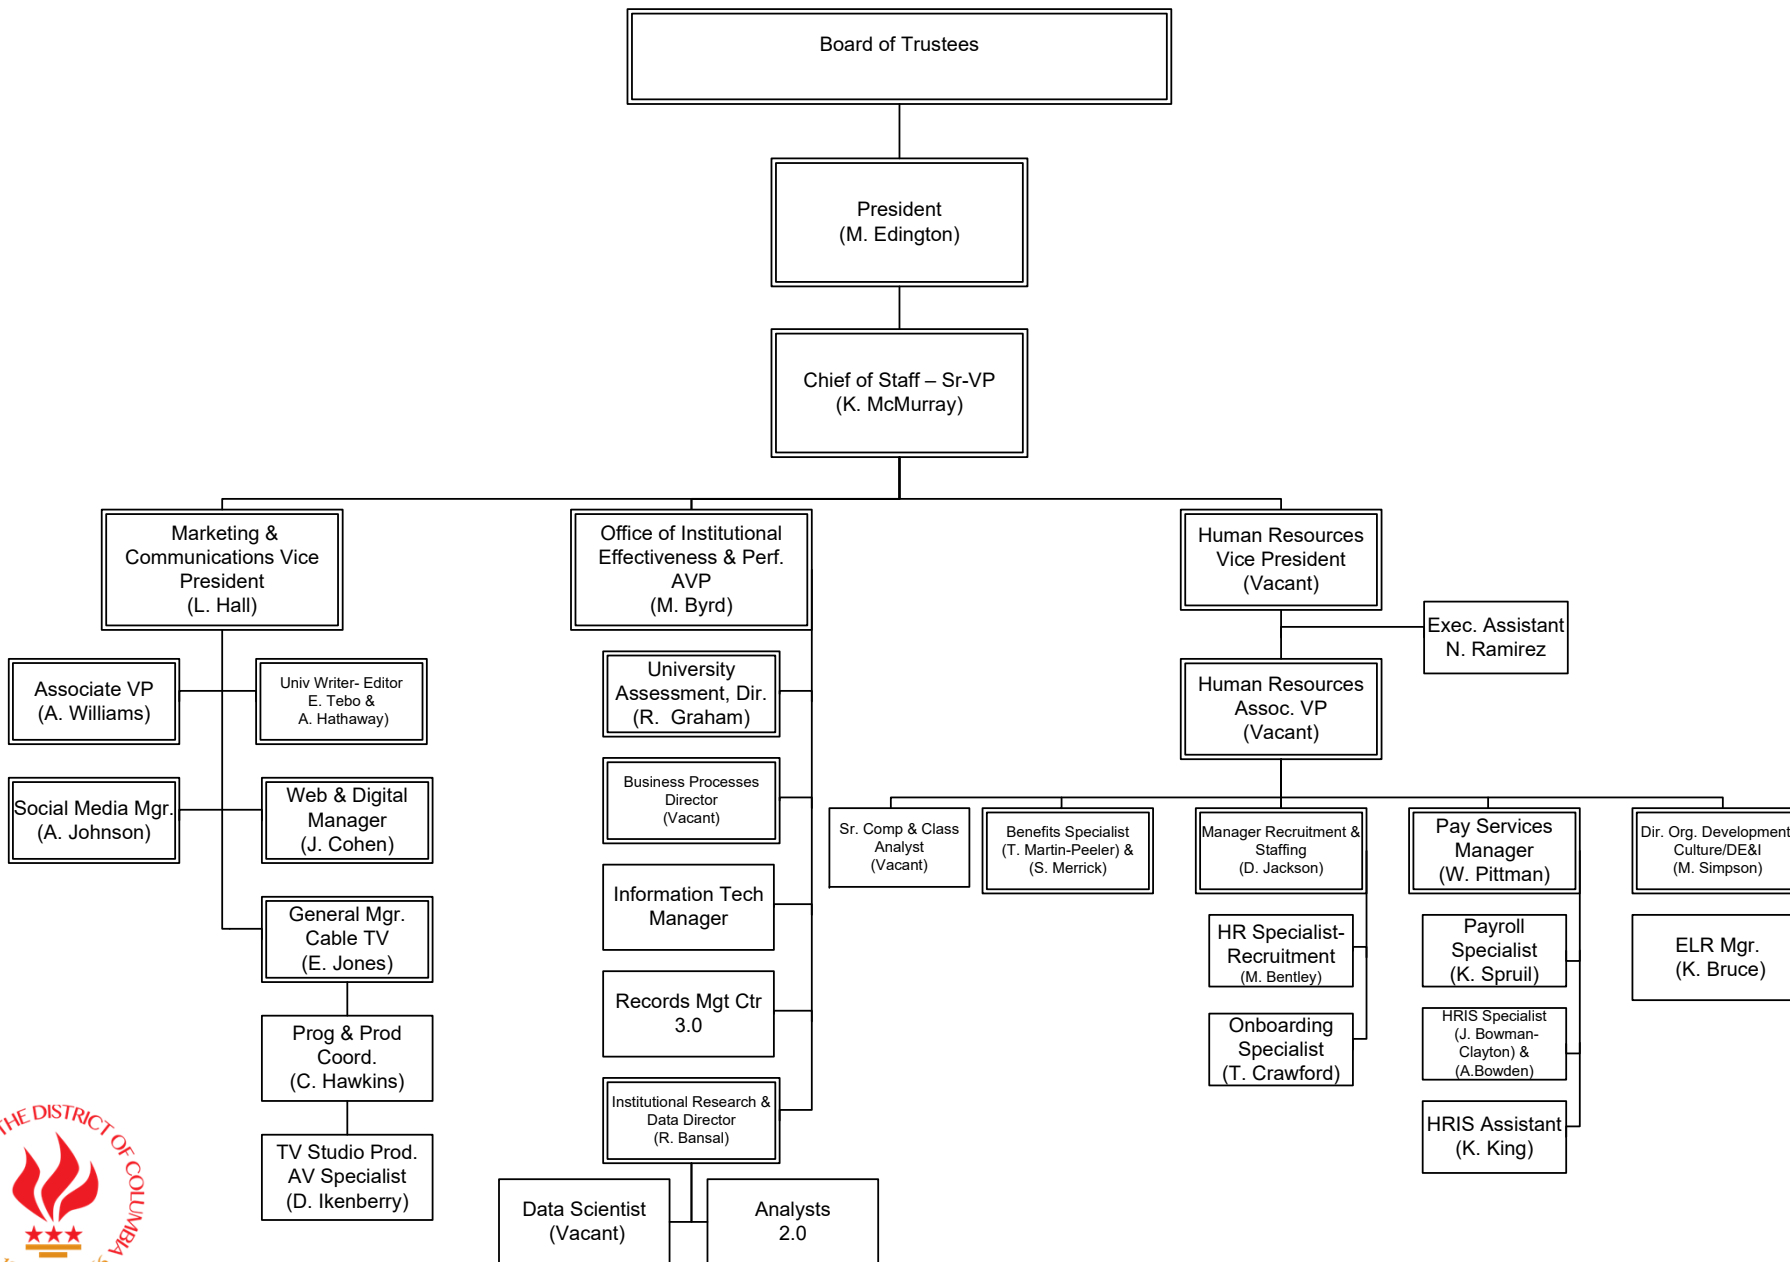 Board of Trustees
President
(M. Edington)
Chief of Staff – Sr-VP
(K. McMurray)
Marketing &
Communications Vice
President
(L. Hall)
Associate VP
(A. Williams)
Univ Writer- Editor
E. Tebo &
A. Hathaway)
Social Media Mgr.
(A. Johnson)
Web & Digital
Manager
(J. Cohen)
General Mgr.
Cable TV
(E. Jones)
Prog & Prod
Coord.
(C. Hawkins)
TV Studio Prod.
AV Specialist
(D. Ikenberry)
Office of Institutional
Effectiveness & Perf.
AVP
(M. Byrd)
University
Assessment, Dir.
(R.  Graham)
Business Processes
Director
(Vacant)
Information Tech
Manager
Records Mgt Ctr
3.0
Institutional Research &
Data Director
(R. Bansal)
Data Scientist
(Vacant)
Analysts
2.0
Human Resources
Vice President
(Vacant)
Exec. Assistant
N. Ramirez
Human Resources
Assoc. VP
(Vacant)
Sr. Comp & Class
Analyst
(Vacant)
Benefits Specialist
(T. Martin-Peeler) &
(S. Merrick)
Manager Recruitment &
Staffing
(D. Jackson)
HR Specialist-
Recruitment
(M. Bentley)
Onboarding
Specialist
(T. Crawford)
Pay Services
Manager
(W. Pittman)
Payroll
Specialist
(K. Spruil)
HRIS Specialist
(J. Bowman-
Clayton) &
(A.Bowden)
HRIS Assistant
(K. King)
Dir. Org. Development
Culture/DE&I
(M. Simpson)
ELR Mgr.
(K. Bruce)
THE DISTRICT OF COLUMBIA